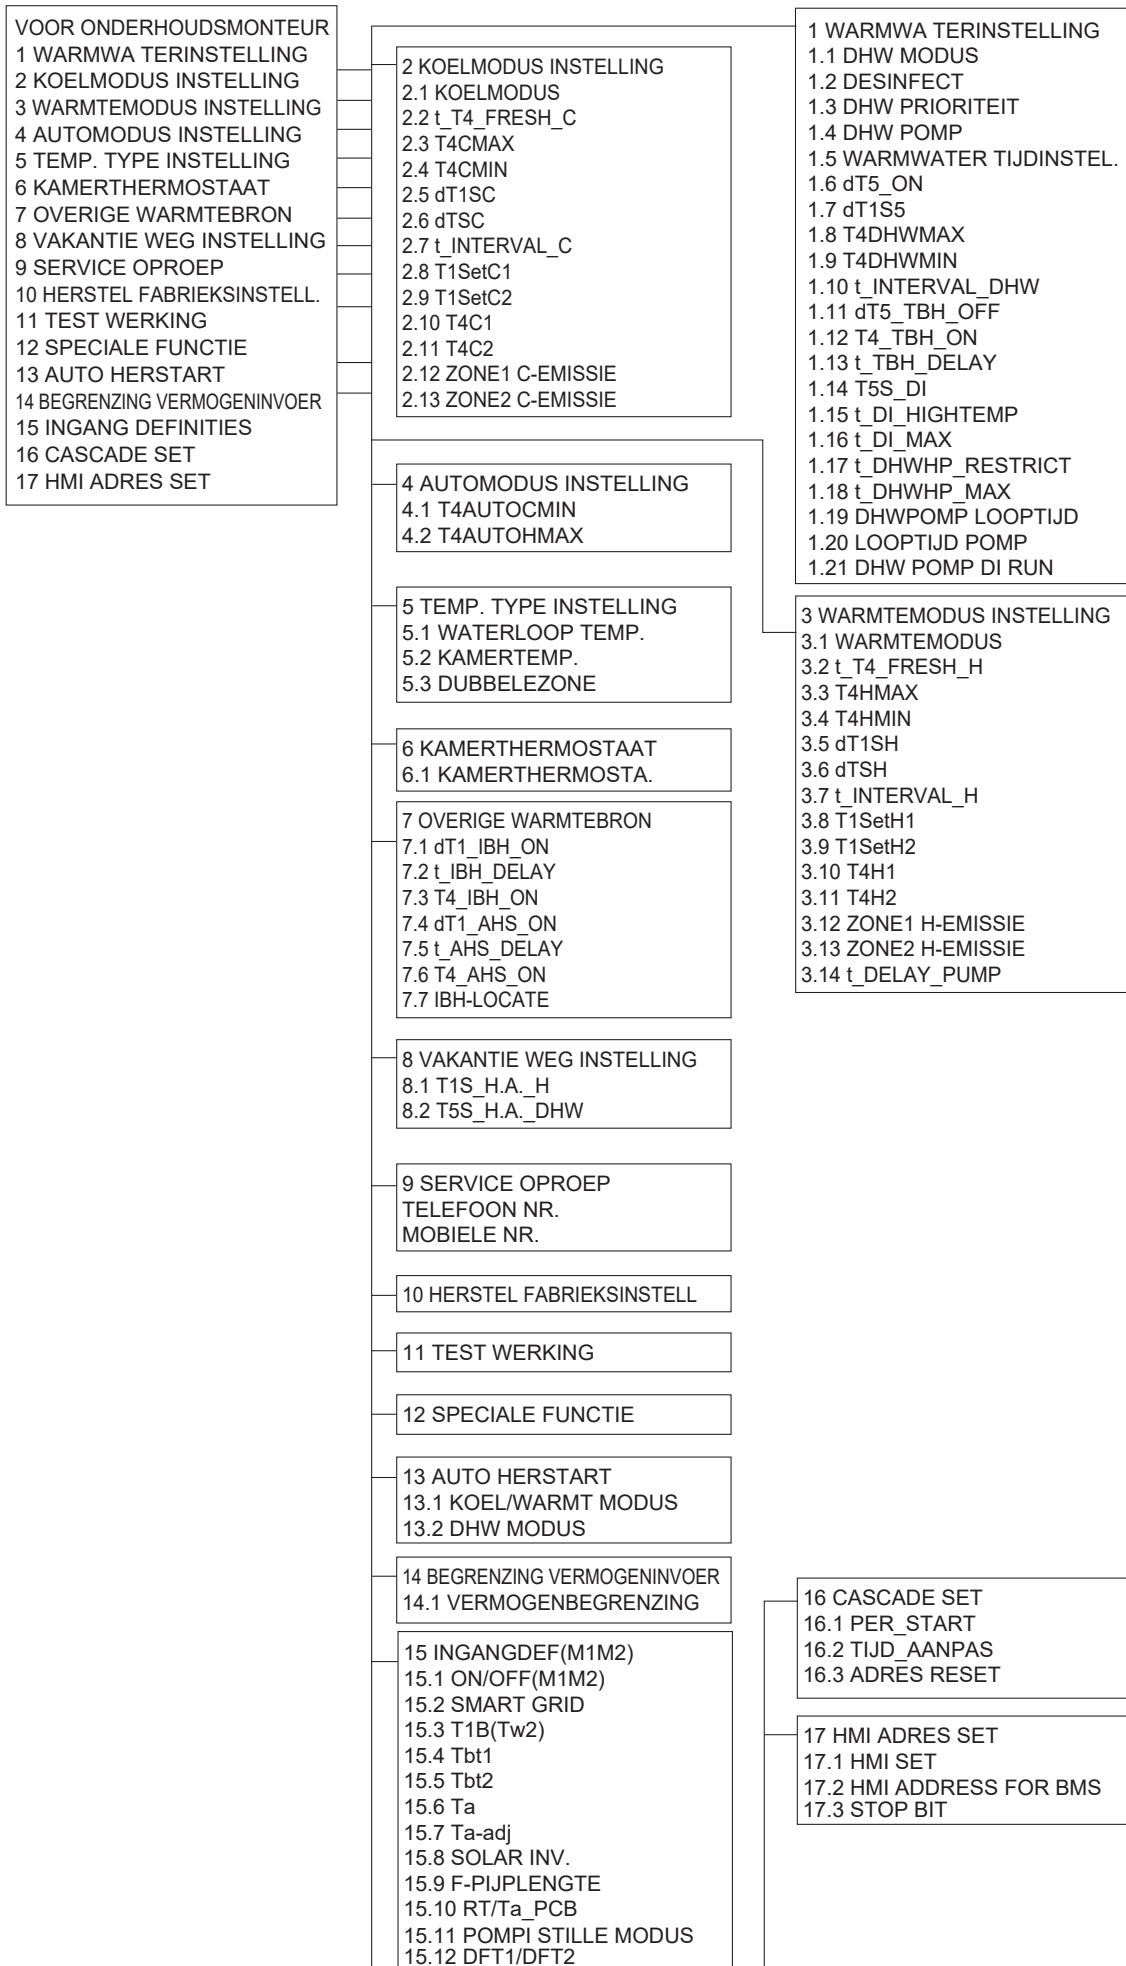 VOOR ONDERHOUDSMONTEUR
1 WARMWA TERINSTELLING
2 KOELMODUS INSTELLING
3 WARMTEMODUS INSTELLING
4 AUTOMODUS INSTELLING
5 TEMP. TYPE INSTELLING
6 KAMERTHERMOSTAAT
7 OVERIGE WARMTEBRON
8 VAKANTIE WEG INSTELLING
9 SERVICE OPROEP
10 HERSTEL FABRIEKSINSTELL.
11 TEST WERKING
12 SPECIALE FUNCTIE
13 AUTO HERSTART
14 BEGRENZING VERMOGENINVOER
15 INGANG DEFINITIES
16 CASCADE SET
17 HMI ADRES SET
1 WARMWA TERINSTELLING
1.1 DHW MODUS
1.2 DESINFECT
1.3 DHW PRIORITEIT
1.4 DHW POMP
1.5 WARMWATER TIJDINSTEL.
1.6 dT5_ON
1.7 dT1S5
1.8 T4DHWMAX
1.9 T4DHWMIN
1.10 t_INTERVAL_DHW
1.11 dT5_TBH_OFF
1.12 T4_TBH_ON
1.13 t_TBH_DELAY
1.14 T5S_DI
1.15 t_DI_HIGHTEMP
1.16 t_DI_MAX
1.17 t_DHWHP_RESTRICT
1.18 t_DHWHP_MAX
1.19 DHWPOMP LOOPTIJD
1.20 LOOPTIJD POMP
1.21 DHW POMP DI RUN
2 KOELMODUS INSTELLING
2.1 KOELMODUS
2.2 t_T4_FRESH_C
2.3 T4CMAX
2.4 T4CMIN
2.5 dT1SC
2.6 dTSC
2.7 t_INTERVAL_C
2.8 T1SetC1
2.9 T1SetC2
2.10 T4C1
2.11 T4C2
2.12 ZONE1 C-EMISSIE
2.13 ZONE2 C-EMISSIE
3 WARMTEMODUS INSTELLING
3.1 WARMTEMODUS
3.2 t_T4_FRESH_H
3.3 T4HMAX
3.4 T4HMIN
3.5 dT1SH
3.6 dTSH
3.7 t_INTERVAL_H
3.8 T1SetH1
3.9 T1SetH2
3.10 T4H1
3.11 T4H2
3.12 ZONE1 H-EMISSIE
3.13 ZONE2 H-EMISSIE
3.14 t_DELAY_PUMP
4 AUTOMODUS INSTELLING
4.1 T4AUTOCMIN
4.2 T4AUTOHMAX
5 TEMP. TYPE INSTELLING
5.1 WATERLOOP TEMP.
5.2 KAMERTEMP.
5.3 DUBBELEZONE
6 KAMERTHERMOSTAAT
6.1 KAMERTHERMOSTA.
7 OVERIGE WARMTEBRON
7.1 dT1_IBH_ON
7.2 t_IBH_DELAY
7.3 T4_IBH_ON
7.4 dT1_AHS_ON
7.5 t_AHS_DELAY
7.6 T4_AHS_ON
7.7 IBH-LOCATE
8 VAKANTIE WEG INSTELLING
8.1 T1S_H.A._H
8.2 T5S_H.A._DHW
9 SERVICE OPROEP
TELEFOON NR.
MOBIELE NR.
10 HERSTEL FABRIEKSINSTELL
11 TEST WERKING
12 SPECIALE FUNCTIE
13 AUTO HERSTART
13.1 KOEL/WARMT MODUS
13.2 DHW MODUS
14 BEGRENZING VERMOGENINVOER
14.1 VERMOGENBEGRENZING
15 INGANGDEF(M1M2)
15.1 ON/OFF(M1M2)
15.2 SMART GRID
15.3 T1B(Tw2)
15.4 Tbt1
15.5 Tbt2
15.6 Ta
15.7 Ta-adj
15.8 SOLAR INV.
15.9 F-PIJPLENGTE
15.10 RT/Ta_PCB
15.11 POMPI STILLE MODUS
15.12 DFT1/DFT2
16 CASCADE SET
16.1 PER_START
16.2 TIJD_AANPAS
16.3 ADRES RESET
17 HMI ADRES SET
17.1 HMI SET
17.2 HMI ADDRESS FOR BMS
17.3 STOP BIT